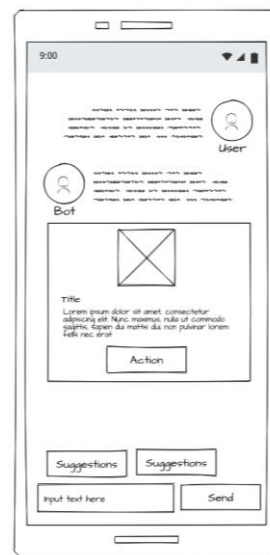 9:00
User
Bot
Title
Lorem ipsum dolor sit amet, consectetur
adipiscing elit. Nunc maximus, nulla ut commodo
sagittis, sapien dui mattis dui, non pulvinar lorem
felis nec erat
Action
Suggestions
Suggestions
Input text here
Send